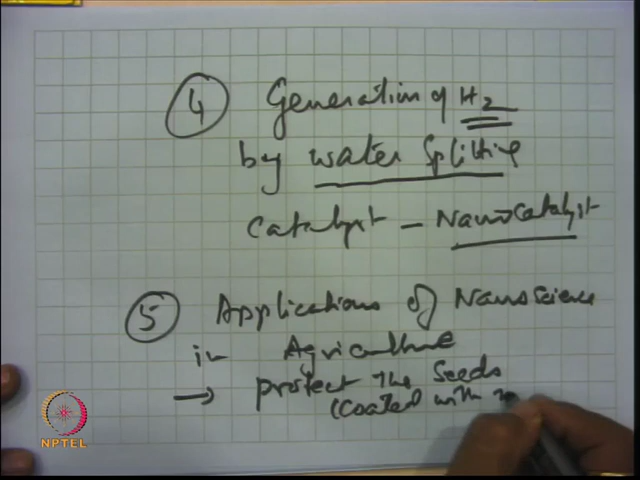 ④ Generation of H2
by water Splitting
Catalyst - Nanocatalyst
⑤ Applications of Nanoscience
in Agriculture
→ protect the Seeds
(Coated with
NPTEL